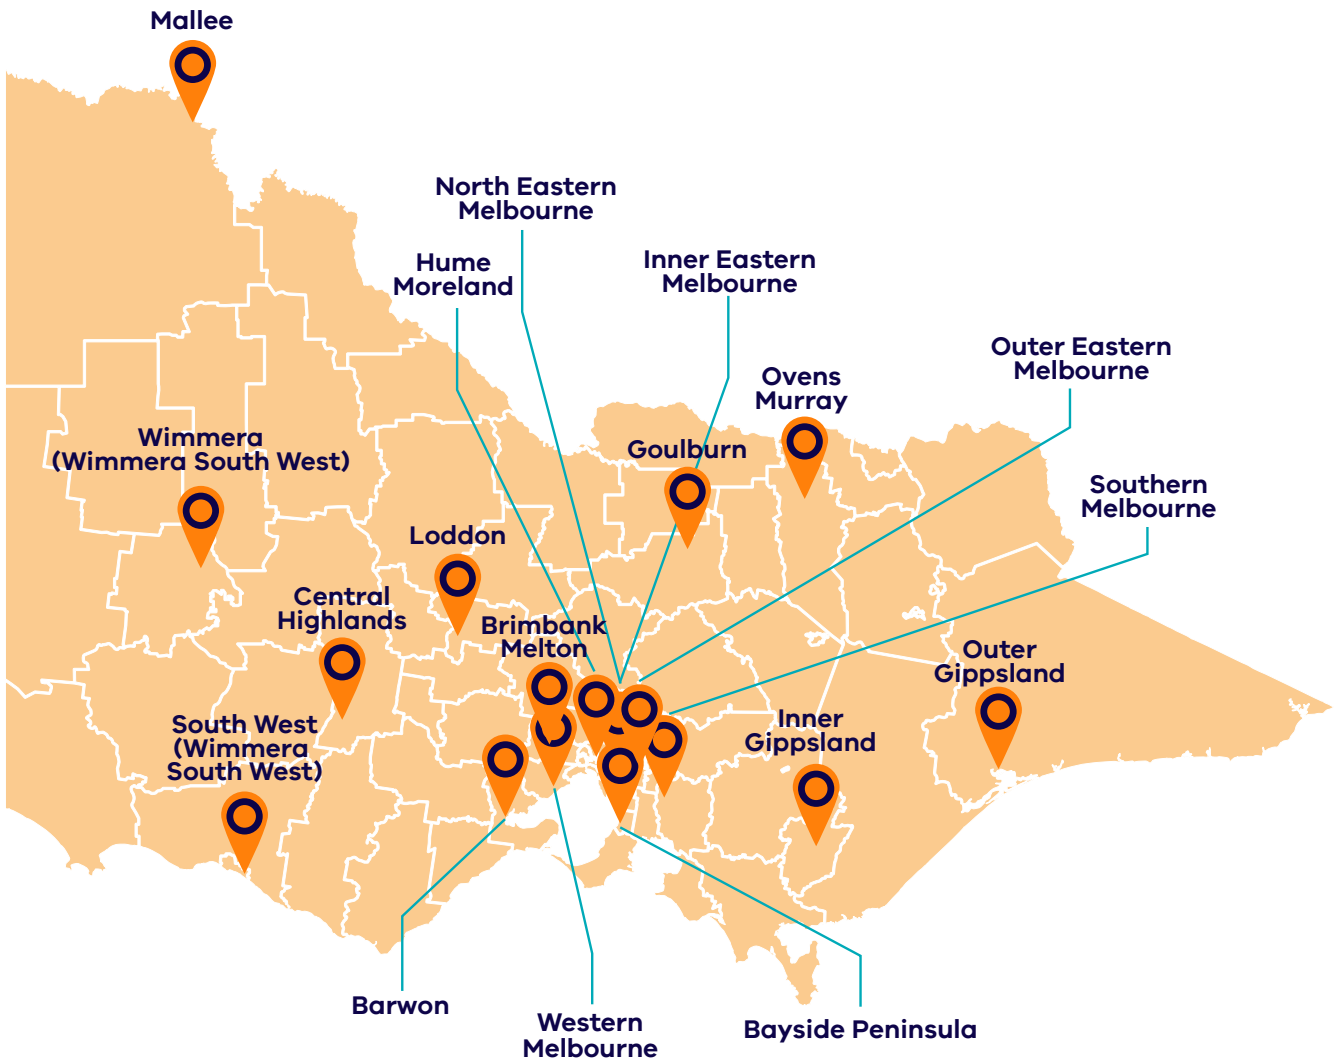 Mallee
North Eastern
Melbourne
Hume
Moreland
Inner Eastern
Melbourne
Outer Eastern
Melbourne
Ovens
Murray
Wimmera
(Wimmera South West)
Goulburn
Southern
Melbourne
Loddon
Central
Highlands
Brimbank
Melton
Outer
Gippsland
South West
(Wimmera
South West)
Inner
Gippsland
Barwon
Western
Melbourne
Bayside Peninsula